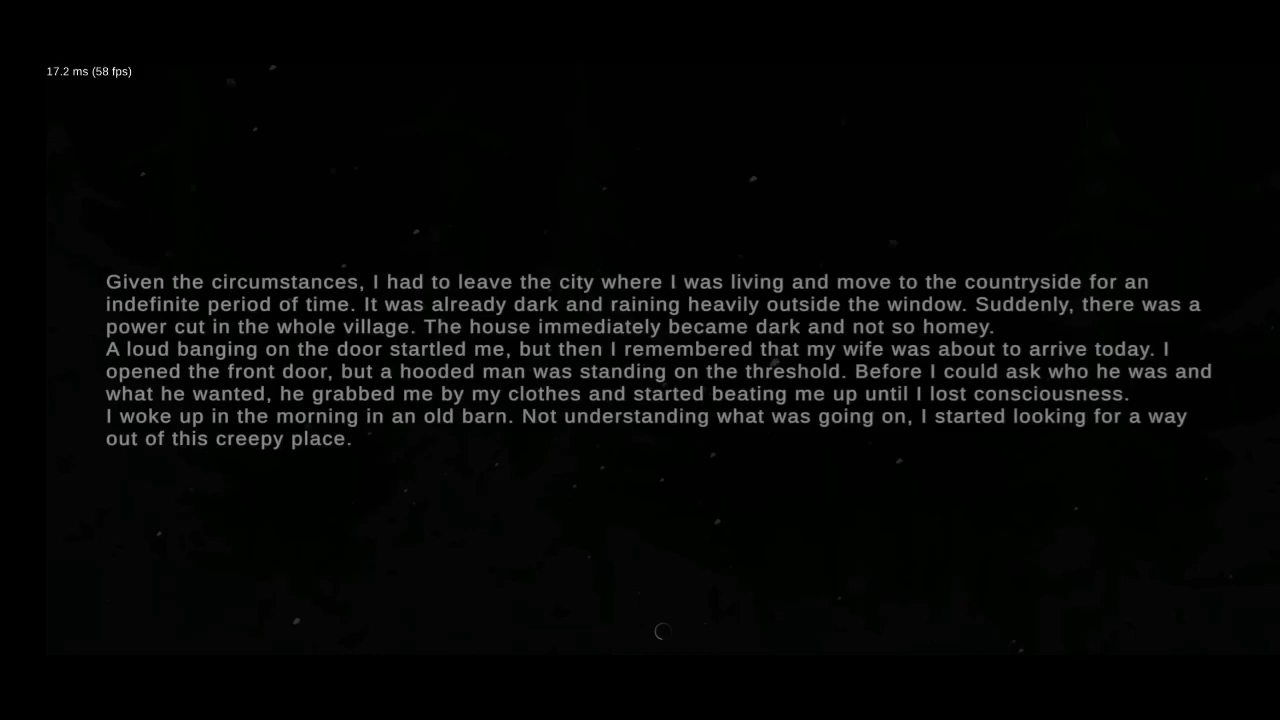 17.2 ms (58 fps)
Given the circumstances, I had to leave the city where I was living and move to the countryside for an
indefinite period of time. It was already dark and raining heavily outside the window. Suddenly, there was a
power cut in the whole village. The house immediately became dark and not so homey.
A loud banging on the door startled me, but then I remembered that my wife was about to arrive today. I
opened the front door, but a hooded man was standing on the threshold. Before I could ask who he was and
what he wanted, he grabbed me by my clothes and started beating me up until I lost consciousness.
I woke up in the morning in an old barn. Not understanding what was going on, I started looking for a way
out of this creepy place.